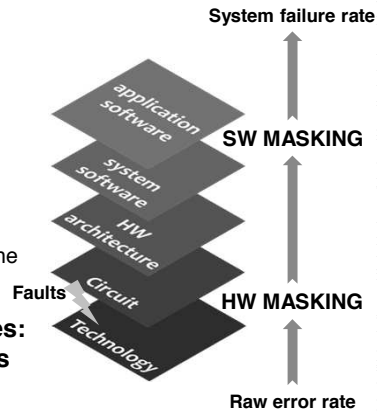 System failure rate
application
software
SW MASKING
system
software
HW
architecture
he
Faults
Circuit
HW MASKING
es:
s
Technology
Raw error rate